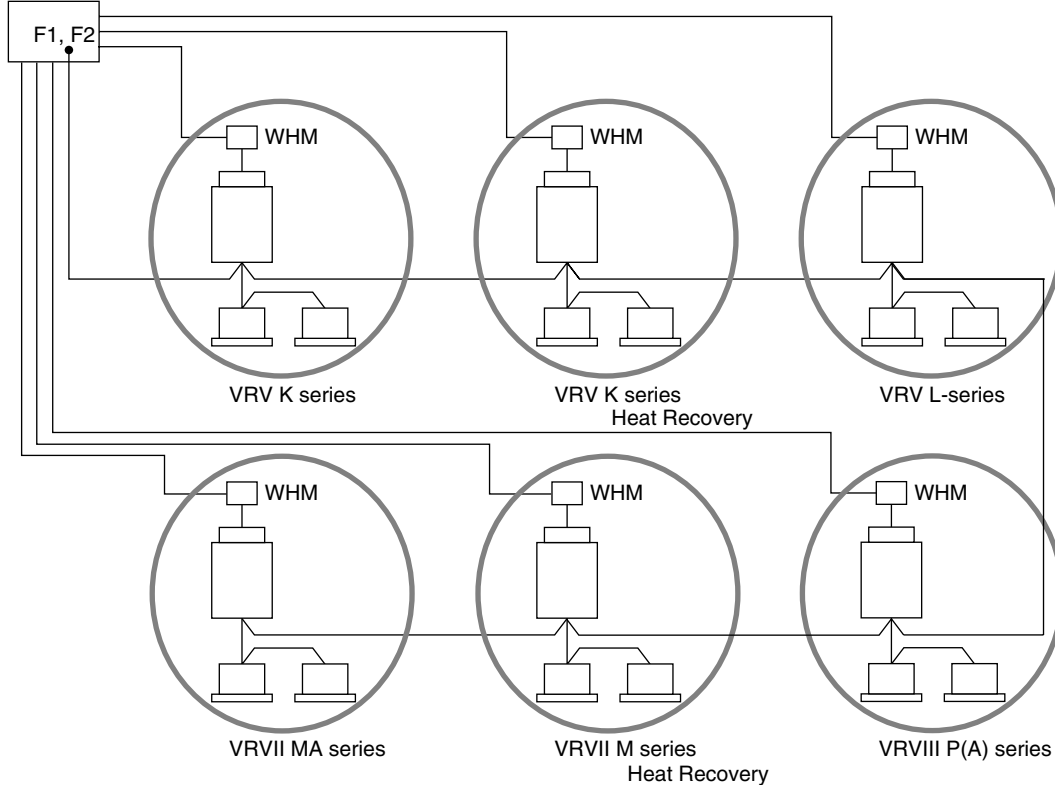 F1, F2
WHM
WHM
WHM
VRV K series
VRV K series
Heat Recovery
VRV L-series
WHM
WHM
WHM
VRVII MA series
VRVII M series
Heat Recovery
VRVIII P(A) series